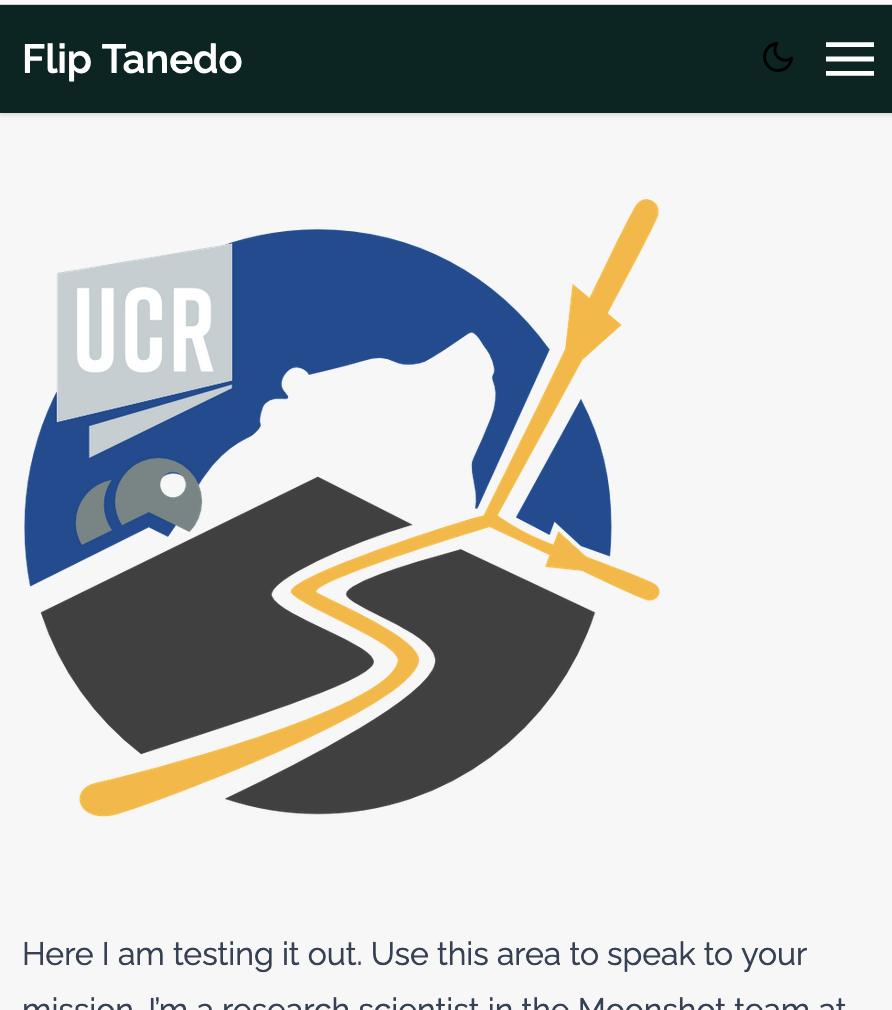 Flip Tanedo
UCR
Here I am testing it out. Use this area to speak to your
mission. I'm a research scientist in the Moonshot team at